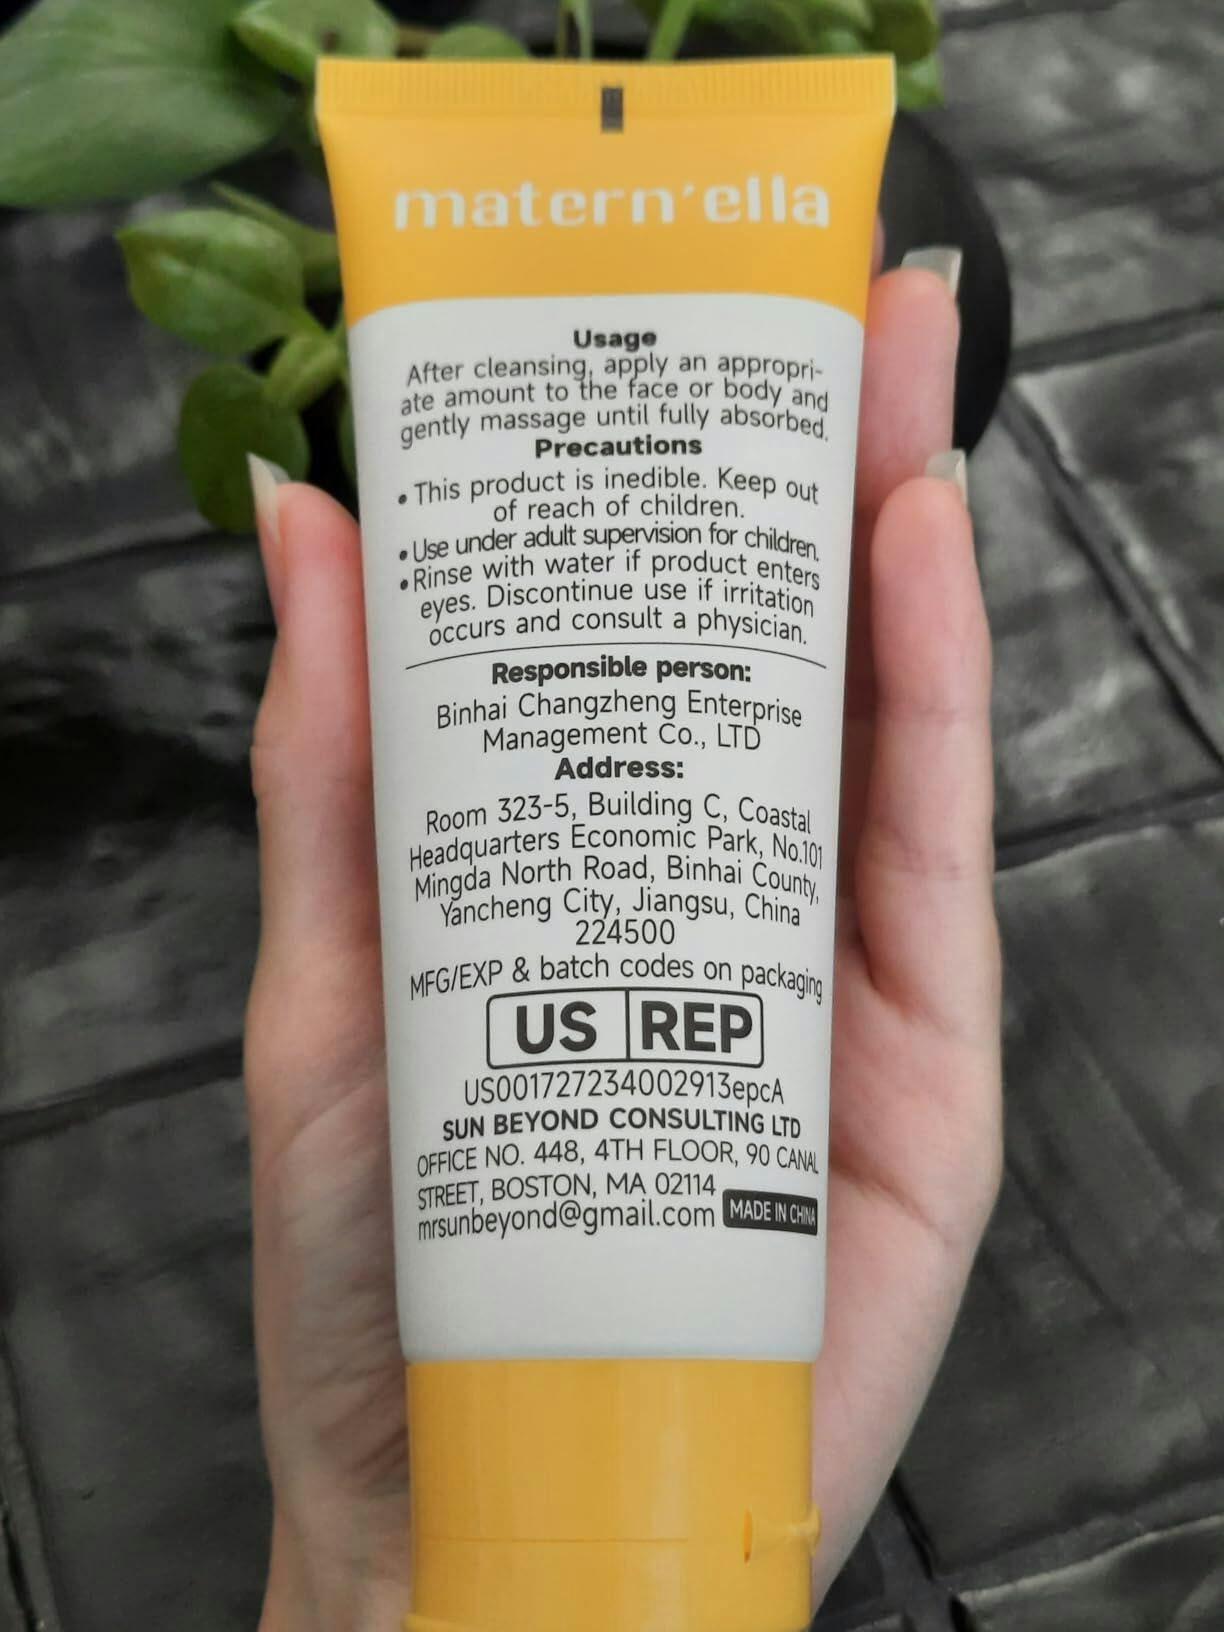 matern'ella
Usage
After cleansing, apply an appropri-
ate amount to the face or body and
gently massage until fully absorbed.
Precautions
• This product is inedible. Keep out
of reach of children.
• Use under adult supervision for children.
• Rinse with water if product enters
eyes. Discontinue use if irritation
occurs and consult a physician.
Responsible person:
Binhai Changzheng Enterprise
Management Co., LTD
Address:
Room 323-5, Building C, Coastal
Headquarters Economic Park, No.101
Mingda North Road, Binhai County,
Yancheng City, Jiangsu, China
224500
MFG/EXP & batch codes on packaging
US REP
US001727234002913epcA
SUN BEYOND CONSULTING LTD
OFFICE NO. 448, 4TH FLOOR, 90 CANAL
STREET, BOSTON, MA 02114
mrsunbeyond@gmail.com MADE IN CHINA